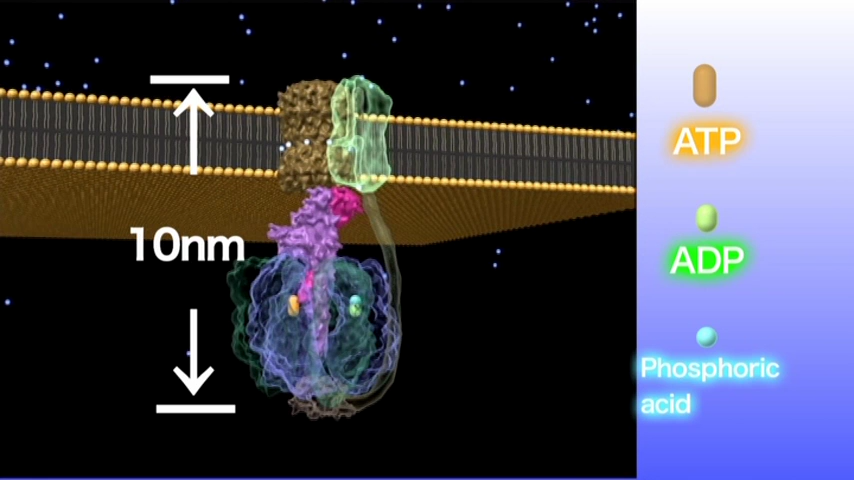 10nm
ATP
ADP
Phosphoric
acid